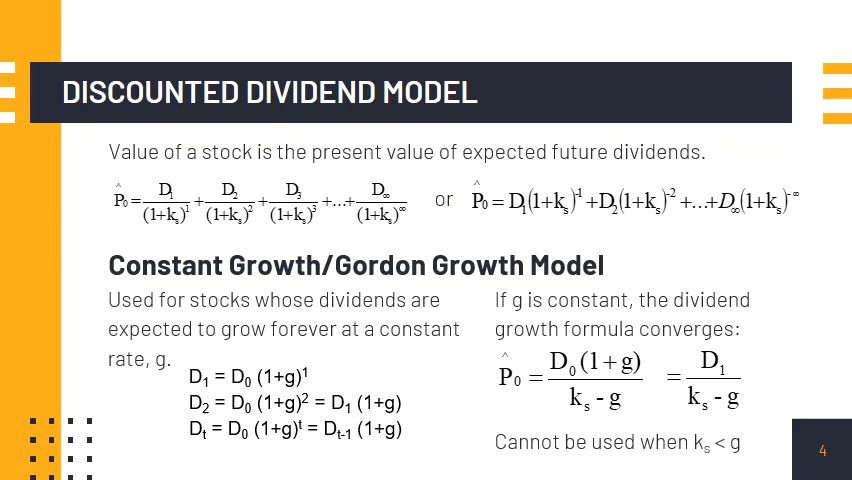 DISCOUNTED DIVIDEND MODEL
Value of a stock is the present value of expected future dividends.
P̂₀ = D₁/(1+kₛ)¹ + D₂/(1+kₛ)² + D₃/(1+kₛ)³ + ... + D∞/(1+kₛ)^∞ or P̂₀ = D₁(1+kₛ)⁻¹ + D₂(1+kₛ)⁻² + ... + D∞(1+kₛ)^-∞
Constant Growth/Gordon Growth Model
Used for stocks whose dividends are
expected to grow forever at a constant
rate, g.
D₁ = D₀ (1+g)¹
D₂ = D₀ (1+g)² = D₁ (1+g)
Dₜ = D₀ (1+g)ᵗ = Dₜ₋₁ (1+g)
If g is constant, the dividend
growth formula converges:
P̂₀ = D₀ (1 + g)/(kₛ - g) = D₁/(kₛ - g)
Cannot be used when kₛ < g
4